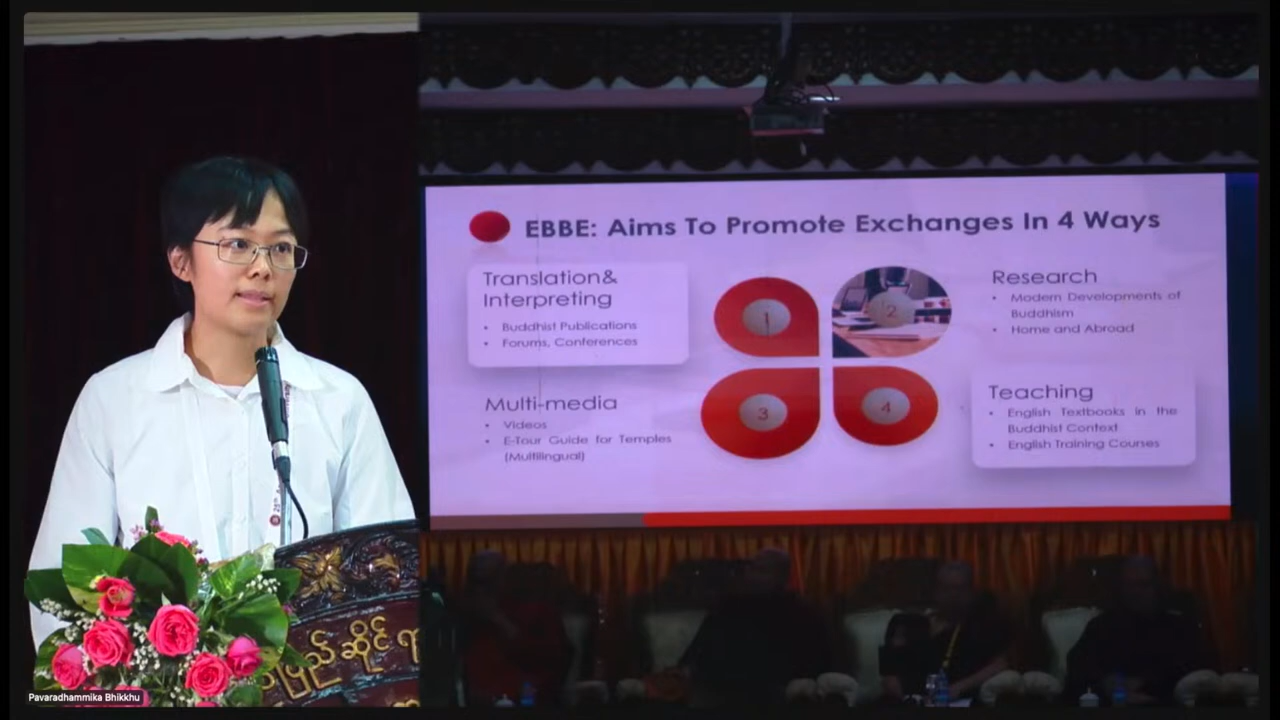 EBBE: Aims To Promote Exchanges In 4 Ways
Translation&
Interpreting
• Buddhist Publications
• Forums, Conferences
1
2
Research
• Modern Developments of
Buddhism
• Home and Abroad
Multi-media
• Videos
• E-Tour Guide for Temples
(Multilingual)
3
4
Teaching
• English Textbooks in the
Buddhist Context
• English Training Courses
Pavaradhammika Bhikkhu